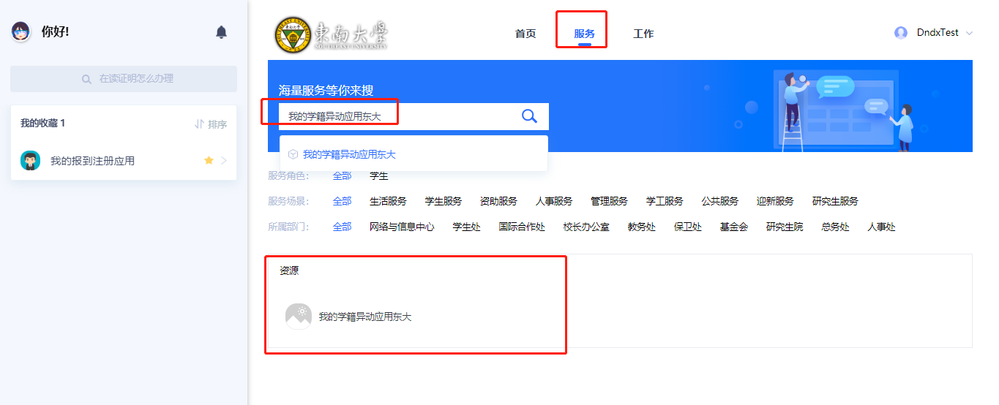 你好!
在读证明怎么办理
我的收藏 1
排序
我的报到注册应用
東南大學
SOUTHEAST UNIVERSITY
首页 服务 工作
DndxTest
海量服务等你来搜
我的学籍异动应用东大
我的学籍异动应用东大
服务角色: 全部 学生
服务场景: 全部 生活服务 学生服务 资助服务 人事服务 管理服务 学工服务 公共服务 迎新服务 研究生服务
所属部门: 全部 网络与信息中心 学生处 国际合作处 校长办公室 教务处 保卫处 基金会 研究生院 总务处 人事处
资源
我的学籍异动应用东大